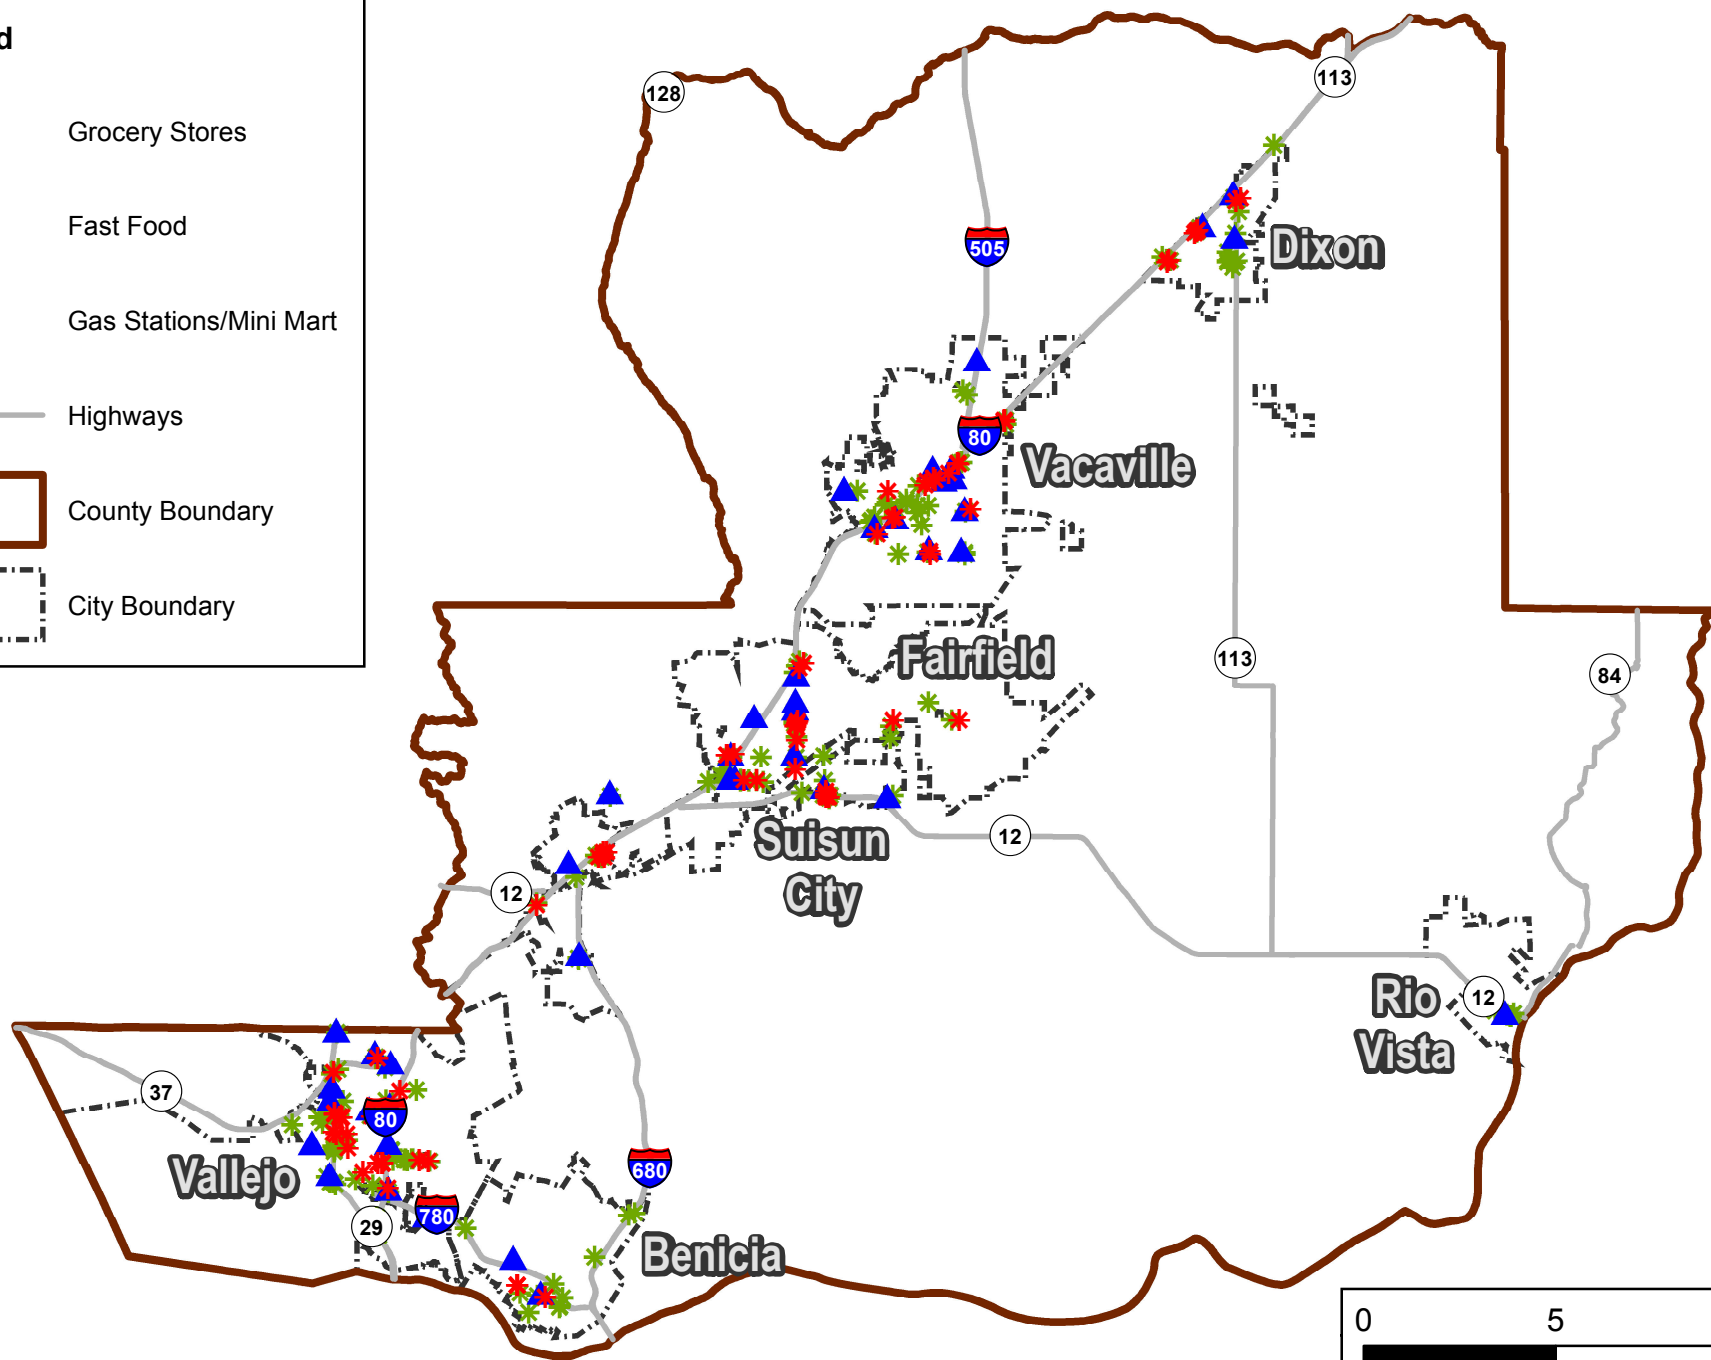 d
Grocery Stores
Fast Food
Gas Stations/Mini Mart
Highways
County Boundary
City Boundary
128
113
505
Dixon
80
Vacaville
Fairfield
113
84
Suisun
City
12
12
Rio
Vista
12
37
80
Vallejo
680
780
29
Benicia
0 5